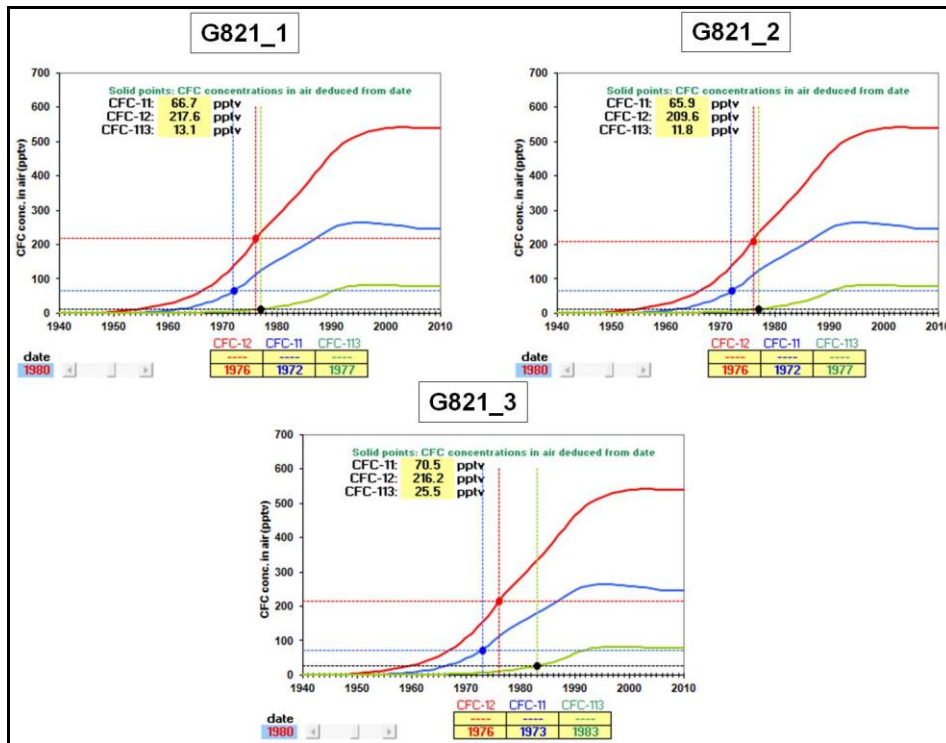 G821_1
700
600
500
400
300
200
100
0
CFC conc. in air (pptv)
Solid points: CFC concentrations in air deduced from date
CFC-11: 66.7 pptv
CFC-12: 217.6 pptv
CFC-113: 13.1 pptv
1940 1950 1960 1970 1980 1990 2000 2010
CFC-12 CFC-11 CFC-113
---- ---- ----
date
1980 1976 1972 1977
G821_2
700
600
500
400
300
200
100
0
CFC conc. in air (pptv)
Solid points: CFC concentrations in air deduced from date
CFC-11: 65.9 pptv
CFC-12: 209.6 pptv
CFC-113: 11.8 pptv
1940 1950 1960 1970 1980 1990 2000 2010
CFC-12 CFC-11 CFC-113
---- ---- ----
date
1980 1976 1972 1977
G821_3
700
600
500
400
300
200
100
0
CFC conc. in air (pptv)
Solid points: CFC concentrations in air deduced from date
CFC-11: 70.5 pptv
CFC-12: 216.2 pptv
CFC-113: 25.5 pptv
1940 1950 1960 1970 1980 1990 2000 2010
CFC-12 CFC-11 CFC-113
---- ---- ----
date
1980 1976 1973 1983